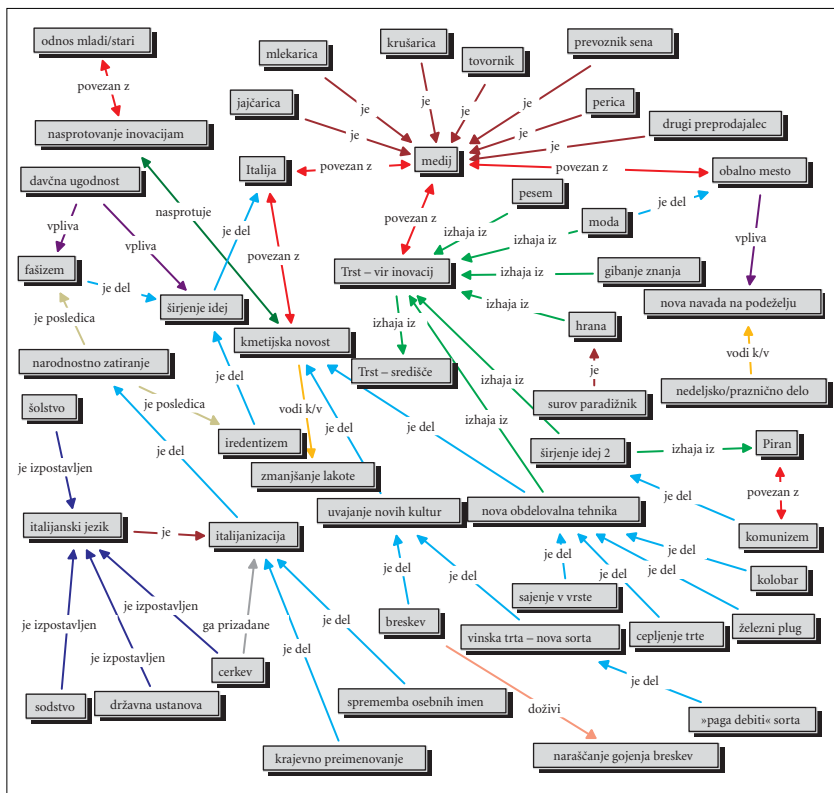 odnos mladi/stari
mlekarica
krušarica
tovornik
prevoznik sena
povezan z
je
je
je
je
jajčarica
perica
je
je
nasprotovanje inovacijam
drugi preprodajalec
je
medij
Italija
povezan z
povezan z
obalno mesto
davčna ugodnost
nasprotuje
pesem
je del
moda
povezan z
vpliva
vpliva
je del
izhaja iz
izhaja iz
vpliva
fašizem
je del
povezan z
Trst – vir inovacij
izhaja iz
gibanje znanja
širjenje idej
nova navada na podeželju
je posledica
izhaja iz
izhaja iz
hrana
kmetijska novost
narodnostno zatiranje
je del
Trst – središče
izhaja iz
je
vodi k/v
šolstvo
je posledica
vodi k/v
surov paradižnik
nedeljsko/praznično delo
je del
je del
je del
izhaja iz
iredentizem
širjenje idej 2
izhaja iz
Piran
je izpostavljen
zmanjšanje lakote
povezan z
je del
italijanski jezik
je
italijanizacija
uvajanje novih kultur
nova obdelovalna tehnika
komunizem
je del
je del
je del
je del
je del
kolobar
je izpostavljen
sajenje v vrste
ga prizadane
je del
breskev
železni plug
je izpostavljen
vinska trta – nova sorta
cepljenje trte
je izpostavljen
je del
cerkev
je del
sodstvo
državna ustanova
sprememba osebnih imen
doživi
»paga debiti« sorta
krajevno preimenovanje
naraščanje gojenja breskev